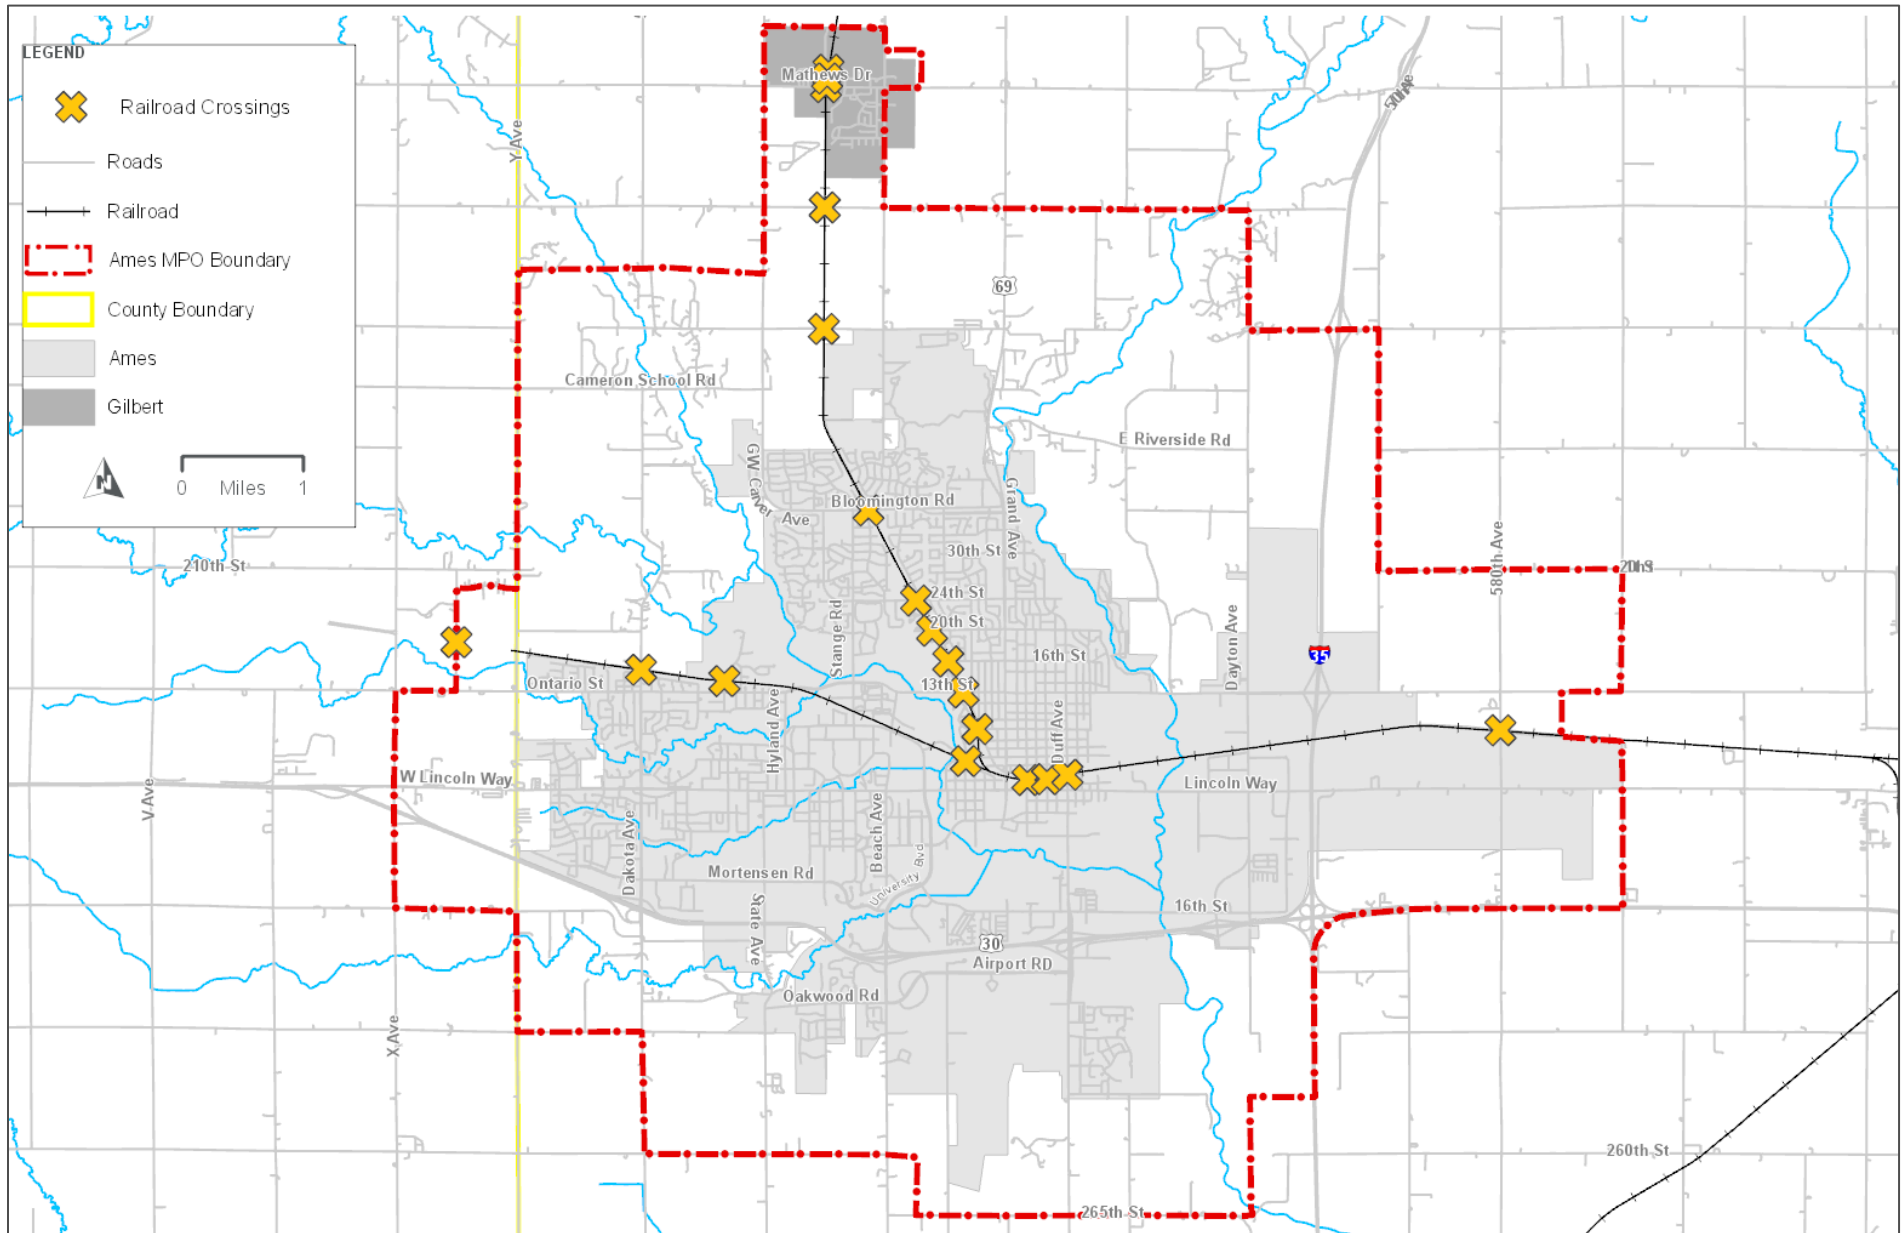 LEGEND
Railroad Crossings
Roads
Railroad
Ames MPO Boundary
County Boundary
Ames
Gilbert
N
0 Miles 1
Mathews Dr
Y Ave
69
Cameron School Rd
E Riverside Rd
GW Carver Ave
Bloomington Rd
Grand Ave
30th St
580th Ave
210th St
24th St
20th St
Stange Rd
16th St
Dayton Ave
35
Ontario St
13th St
Hyland Ave
Duff Ave
W Lincoln Way
Lincoln Way
V Ave
Dakota Ave
Beach Ave
Mortensen Rd
University Blvd
State Ave
16th St
30
Airport RD
Oakwood Rd
X Ave
260th St
265th St